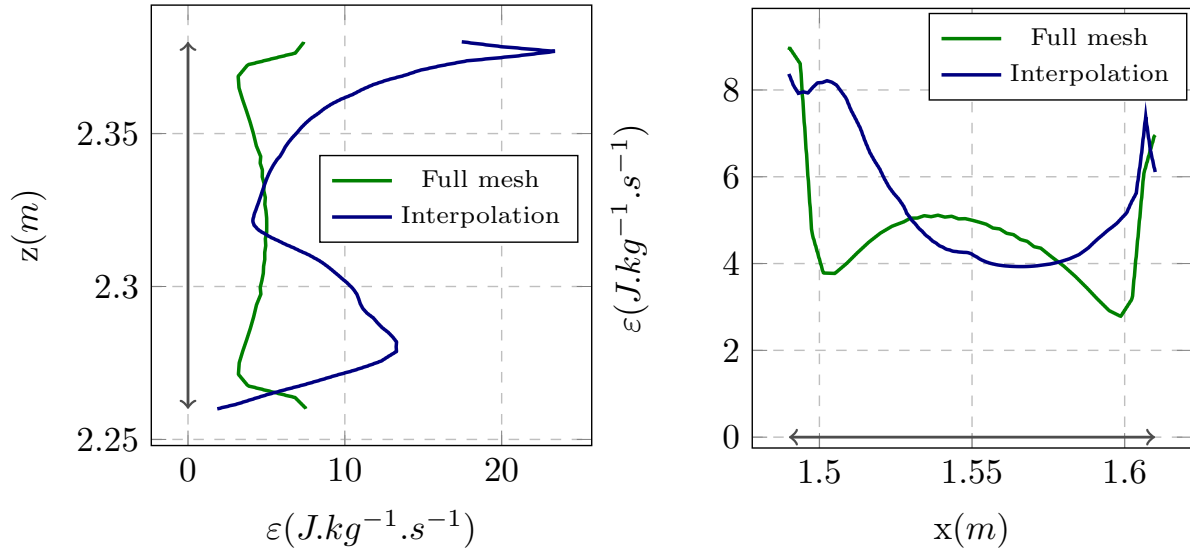 2.35
2.3
2.25
z(m)
0
10
20
ε(J.kg⁻¹.s⁻¹)
Full mesh
Interpolation
8
6
4
2
0
ε(J.kg⁻¹.s⁻¹)
1.5
1.55
1.6
x(m)
Full mesh
Interpolation